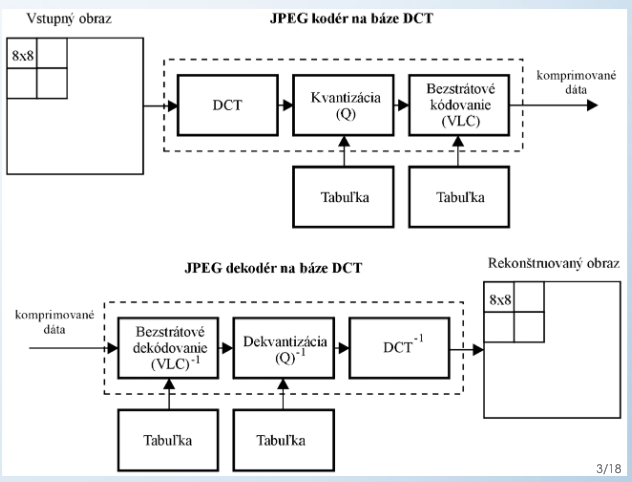 Vstupný obraz
JPEG kodér na báze DCT
8x8
DCT
Kvantizácia
(Q)
Bezstrátové
kódovanie
(VLC)
komprimované
dáta
Tabuľka
Tabuľka
JPEG dekodér na báze DCT
Rekonštruovaný obraz
komprimované
dáta
Bezstrátové
dekódovanie
(VLC)-1
Dekvantizácia
(Q)-1
DCT-1
8x8
Tabuľka
Tabuľka
3/18